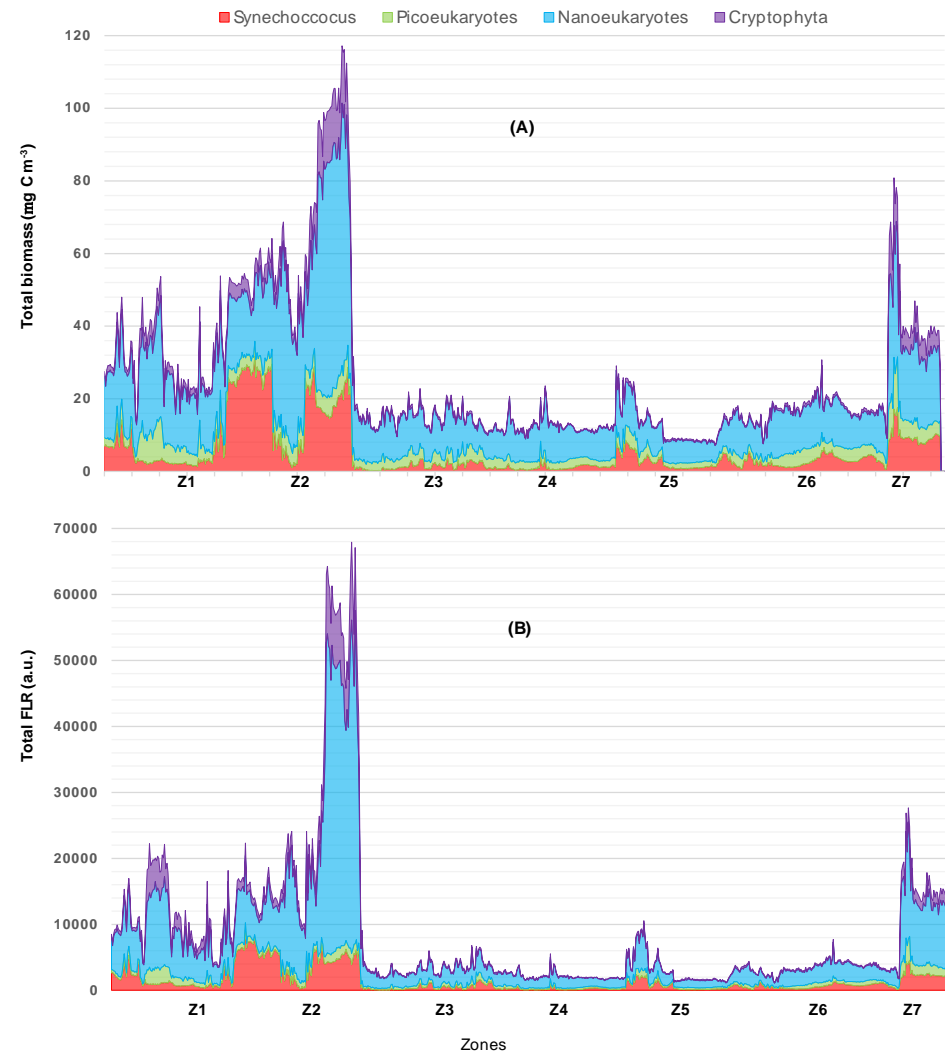 Synechoccocus Picoeukaryotes Nanoeukaryotes Cryptophyta
120
100
80
60
40
20
0
Total biomass (mg C m-3)
(A)
Z1 Z2 Z3 Z4 Z5 Z6 Z7
70000
60000
50000
40000
30000
20000
10000
0
Total FLR (a.u.)
(B)
Z1 Z2 Z3 Z4 Z5 Z6 Z7
Zones